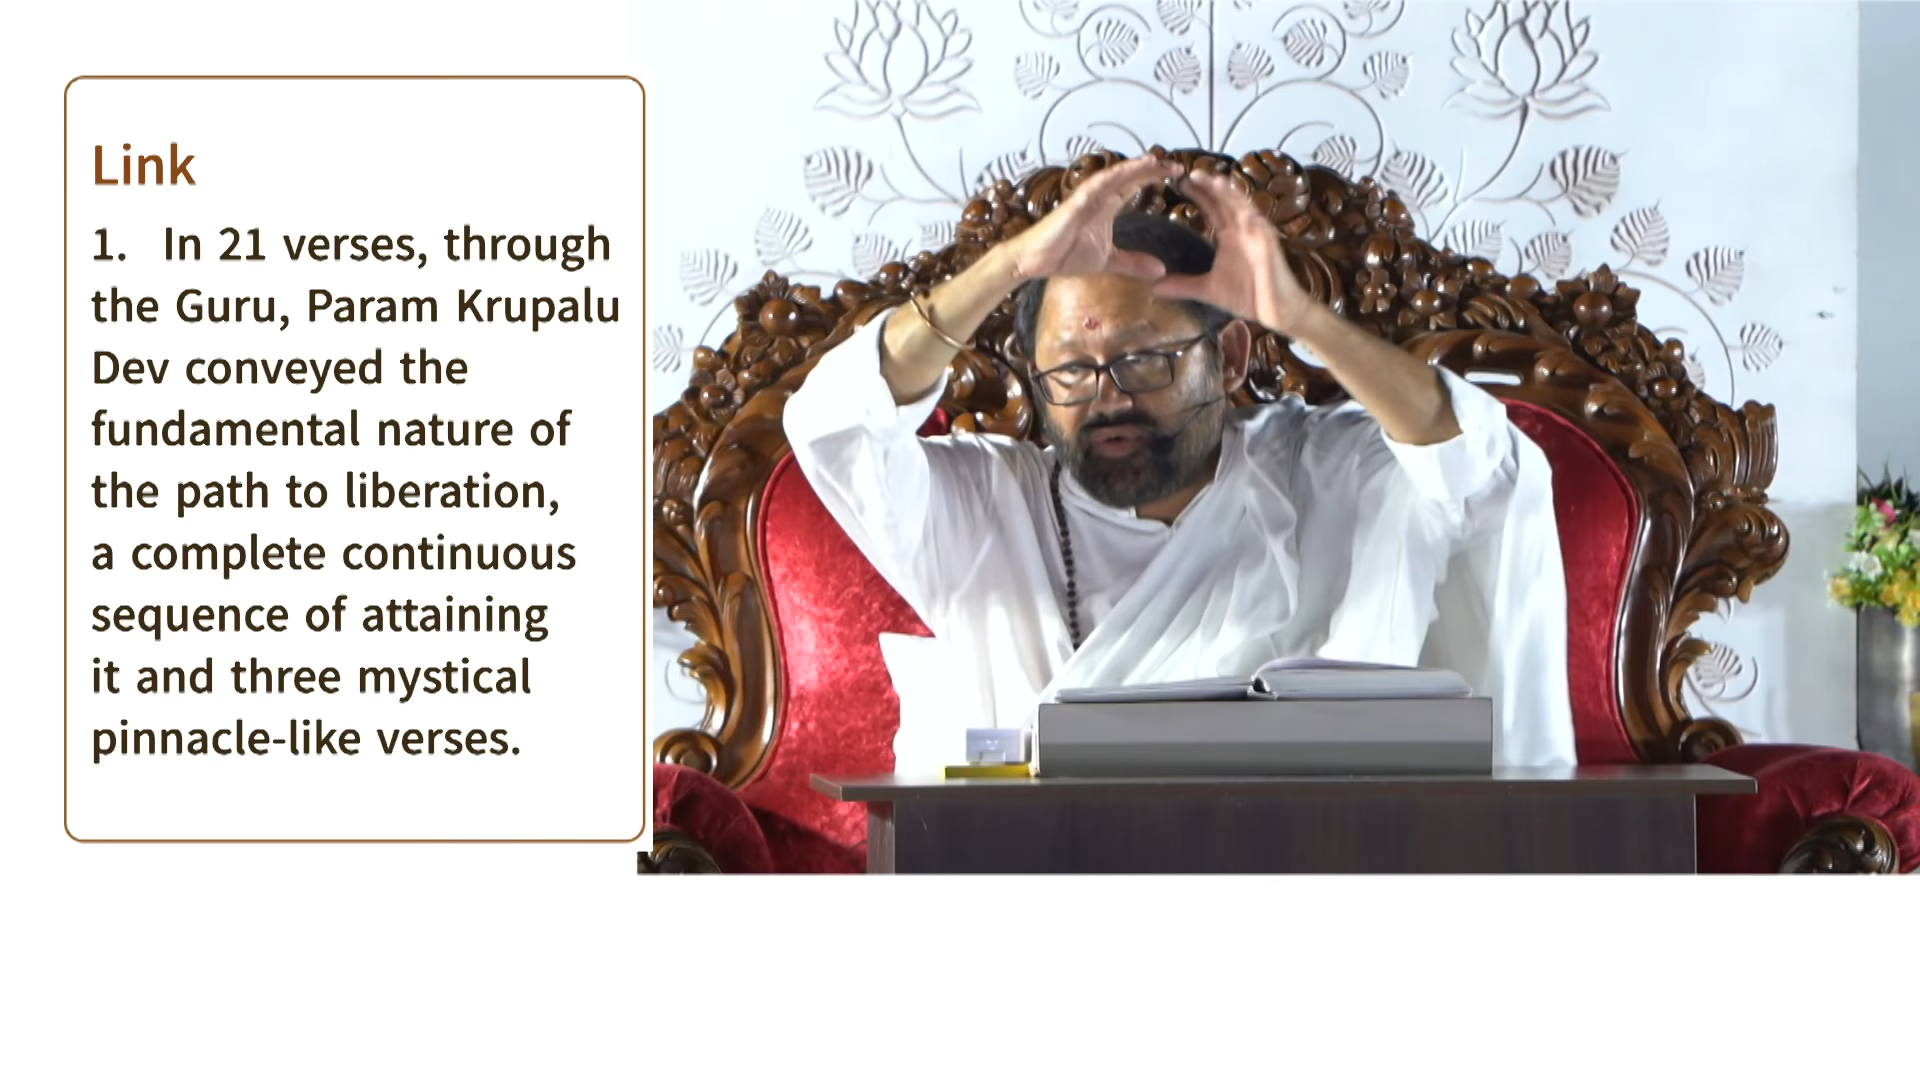 Link
1. In 21 verses, through
the Guru, Param Krupalu
Dev conveyed the
fundamental nature of
the path to liberation,
a complete continuous
sequence of attaining
it and three mystical
pinnacle-like verses.